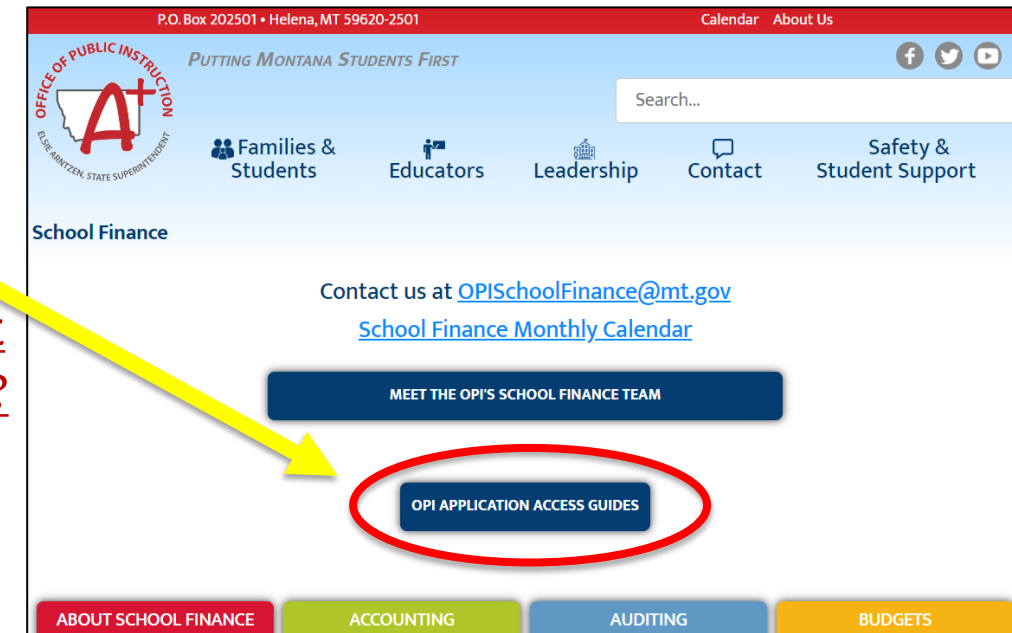 P.O. Box 202501 • Helena, MT 59620-2501 Calendar About Us
OFFICE OF PUBLIC INSTRUCTION
A+
ELSIE ARNTZEN, STATE SUPERINTENDENT
PUTTING MONTANA STUDENTS FIRST
Search...
Families & Students
Educators
Leadership
Contact
Safety & Student Support
School Finance
Contact us at OPISchoolFinance@mt.gov
School Finance Monthly Calendar
?
MEET THE OPI'S SCHOOL FINANCE TEAM
OPI APPLICATION ACCESS GUIDES
ABOUT SCHOOL FINANCE ACCOUNTING AUDITING BUDGETS